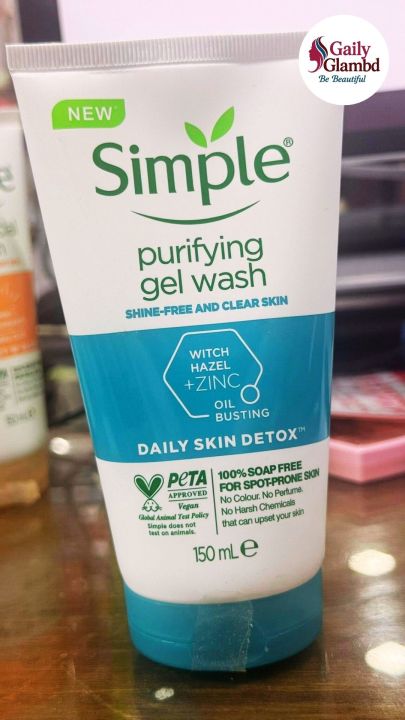 Gaily
Glambd
Be Beautiful
NEW
Simple®
purifying
gel wash
SHINE-FREE AND CLEAR SKIN
WITCH
HAZEL
+ZINC
OIL
BUSTING
DAILY SKIN DETOX™
PeTA
APPROVED
Vegan
Global Animal Test Policy
Simple does not
test on animals.
100% SOAP FREE
FOR SPOT-PRONE SKIN
No Colour. No Perfume.
No Harsh Chemicals
that can upset your skin
150 mL e